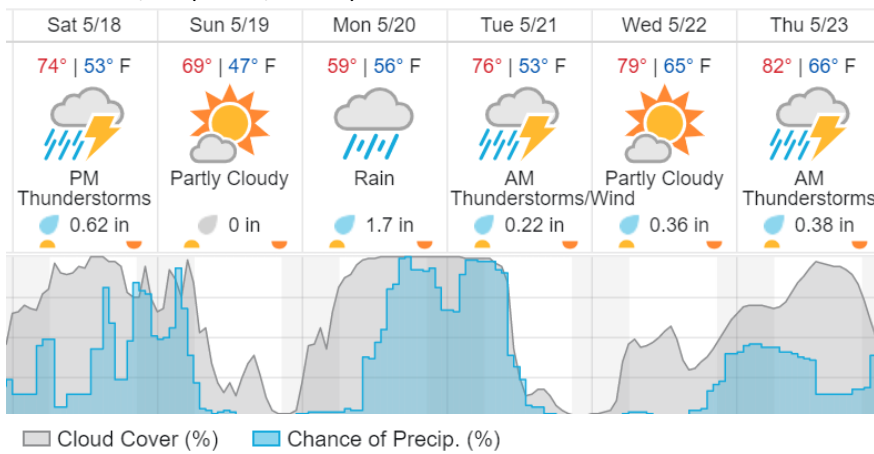 Sat 5/18 Sun 5/19 Mon 5/20 Tue 5/21 Wed 5/22 Thu 5/23
74° | 53° F 69° | 47° F 59° | 56° F 76° | 53° F 79° | 65° F 82° | 66° F
PM Partly Cloudy Rain AM Partly Cloudy AM
Thunderstorms Thunderstorms/Wind Thunderstorms
0.62 in 0 in 1.7 in 0.22 in 0.36 in 0.38 in
Cloud Cover (%) Chance of Precip. (%)